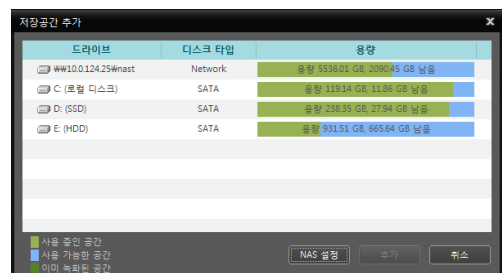 저장공간 추가 x
드라이브 디스크 타입 용량
₩₩10.0.124.25₩nast Network 용량 5536.01 GB, 2090.45 GB 남음
C: (로컬 디스크) SATA 용량 119.14 GB, 11.86 GB 남음
D: (SSD) SATA 용량 238.35 GB, 27.94 GB 남음
E: (HDD) SATA 용량 931.51 GB, 665.64 GB 남음
사용 중인 공간
사용 가능한 공간
이미 녹화된 공간
NAS 설정 추가 취소